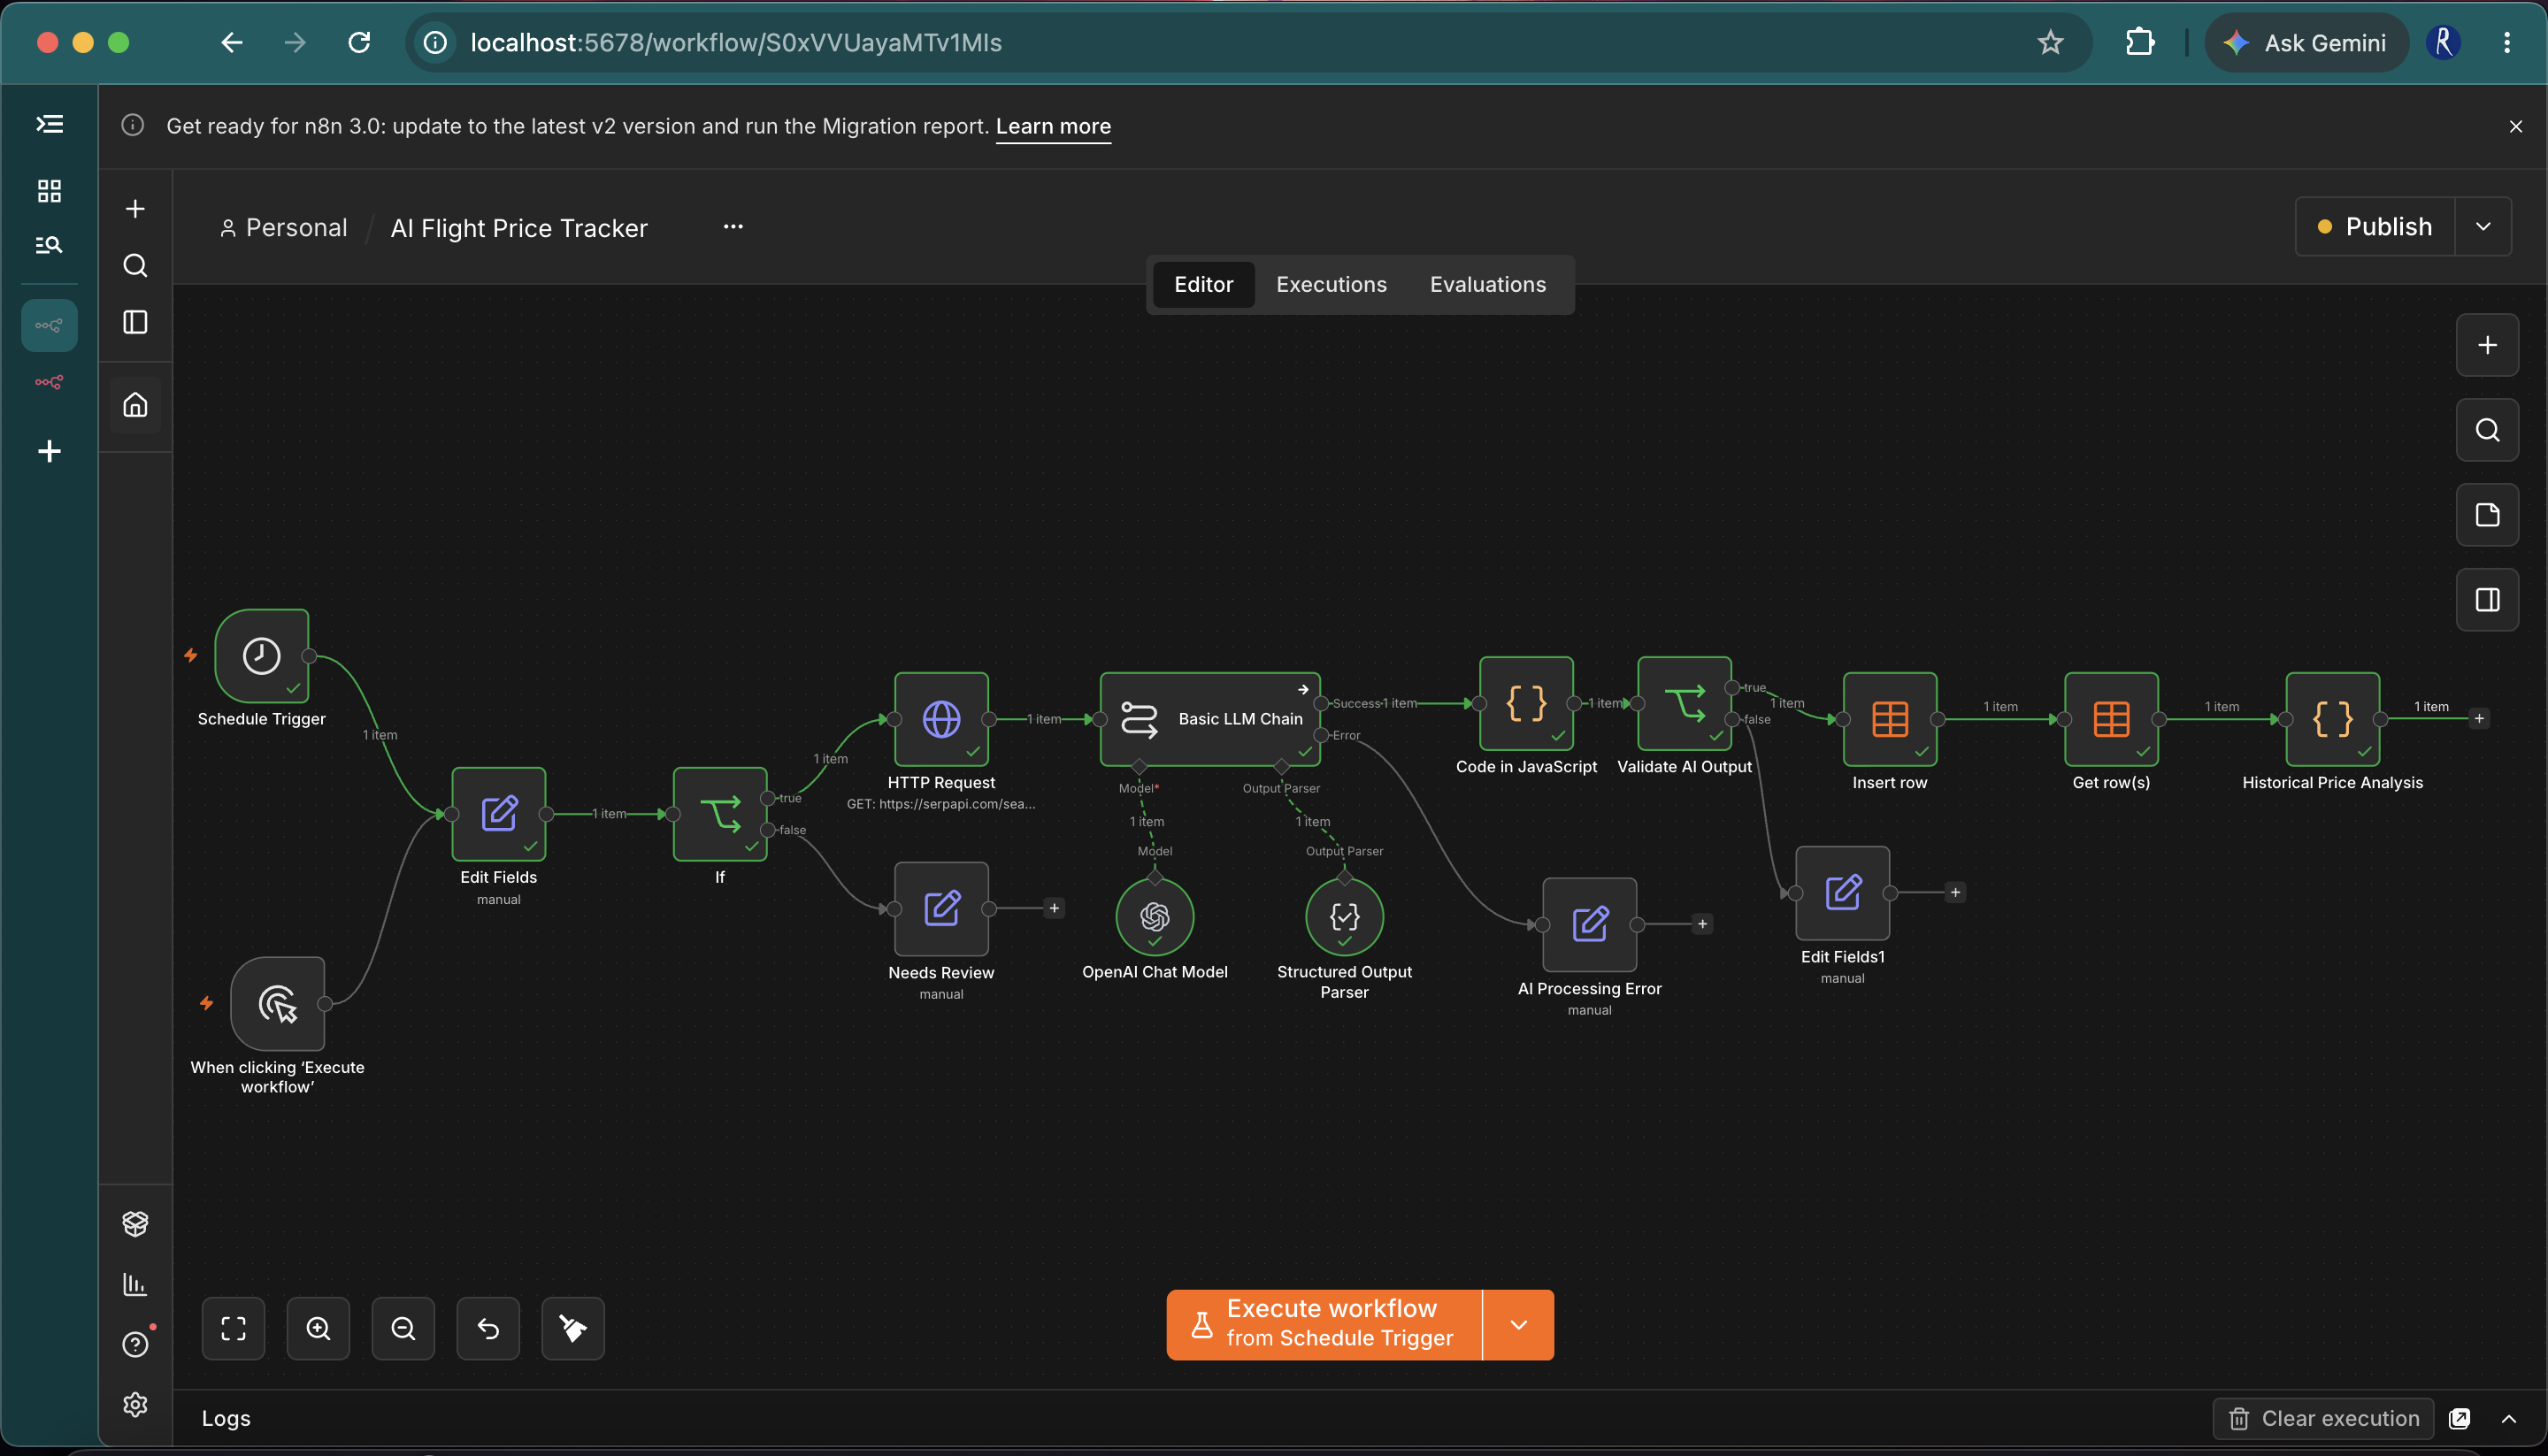 localhost:5678/workflow/S0xVVUayaMTv1Mls
Ask Gemini
Get ready for n8n 3.0: update to the latest v2 version and run the Migration report. Learn more
Personal / AI Flight Price Tracker
Publish
Editor
Executions
Evaluations
Schedule Trigger
1 item
When clicking ‘Execute
workflow’
Edit Fields
manual
1 item
If
true
false
1 item
HTTP Request
GET: https://serpapi.com/sea...
Needs Review
manual
1 item
Basic LLM Chain
Success
1 item
Error
Model*
1 item
Model
Output Parser
1 item
Output Parser
OpenAI Chat Model
Structured Output
Parser
Code in JavaScript
1 item
Validate AI Output
true
false
1 item
AI Processing Error
manual
Edit Fields1
manual
Insert row
1 item
Get row(s)
1 item
Historical Price Analysis
1 item
Execute workflow
from Schedule Trigger
Logs
Clear execution